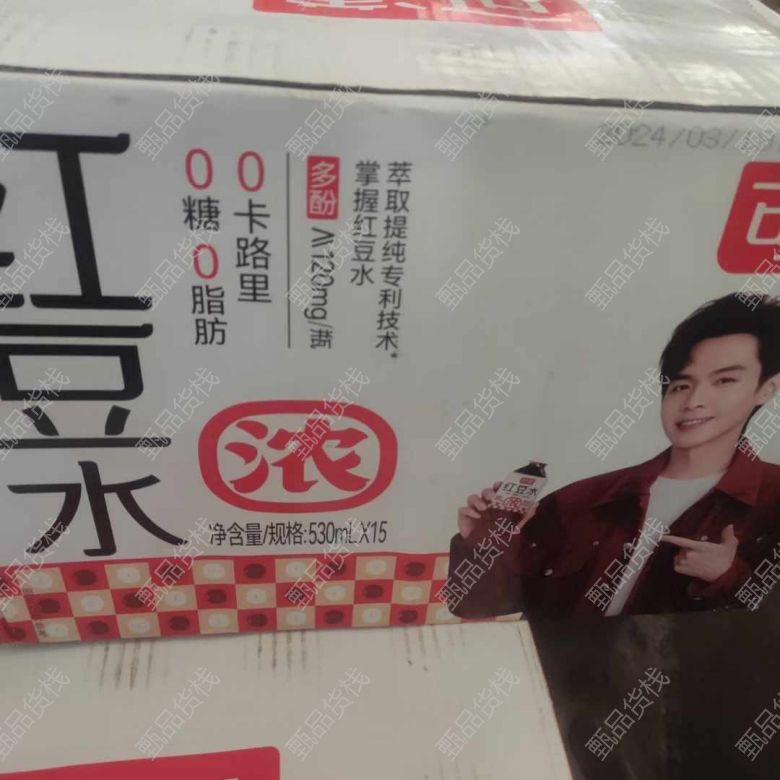 2024/03/
红豆水
0糖0脂肪
0卡路里
多酚≥120mg/瓶
掌握红豆水
萃取提纯专利技术*
可
浓
净含量/规格:530mL×15
红豆水
甄品货栈